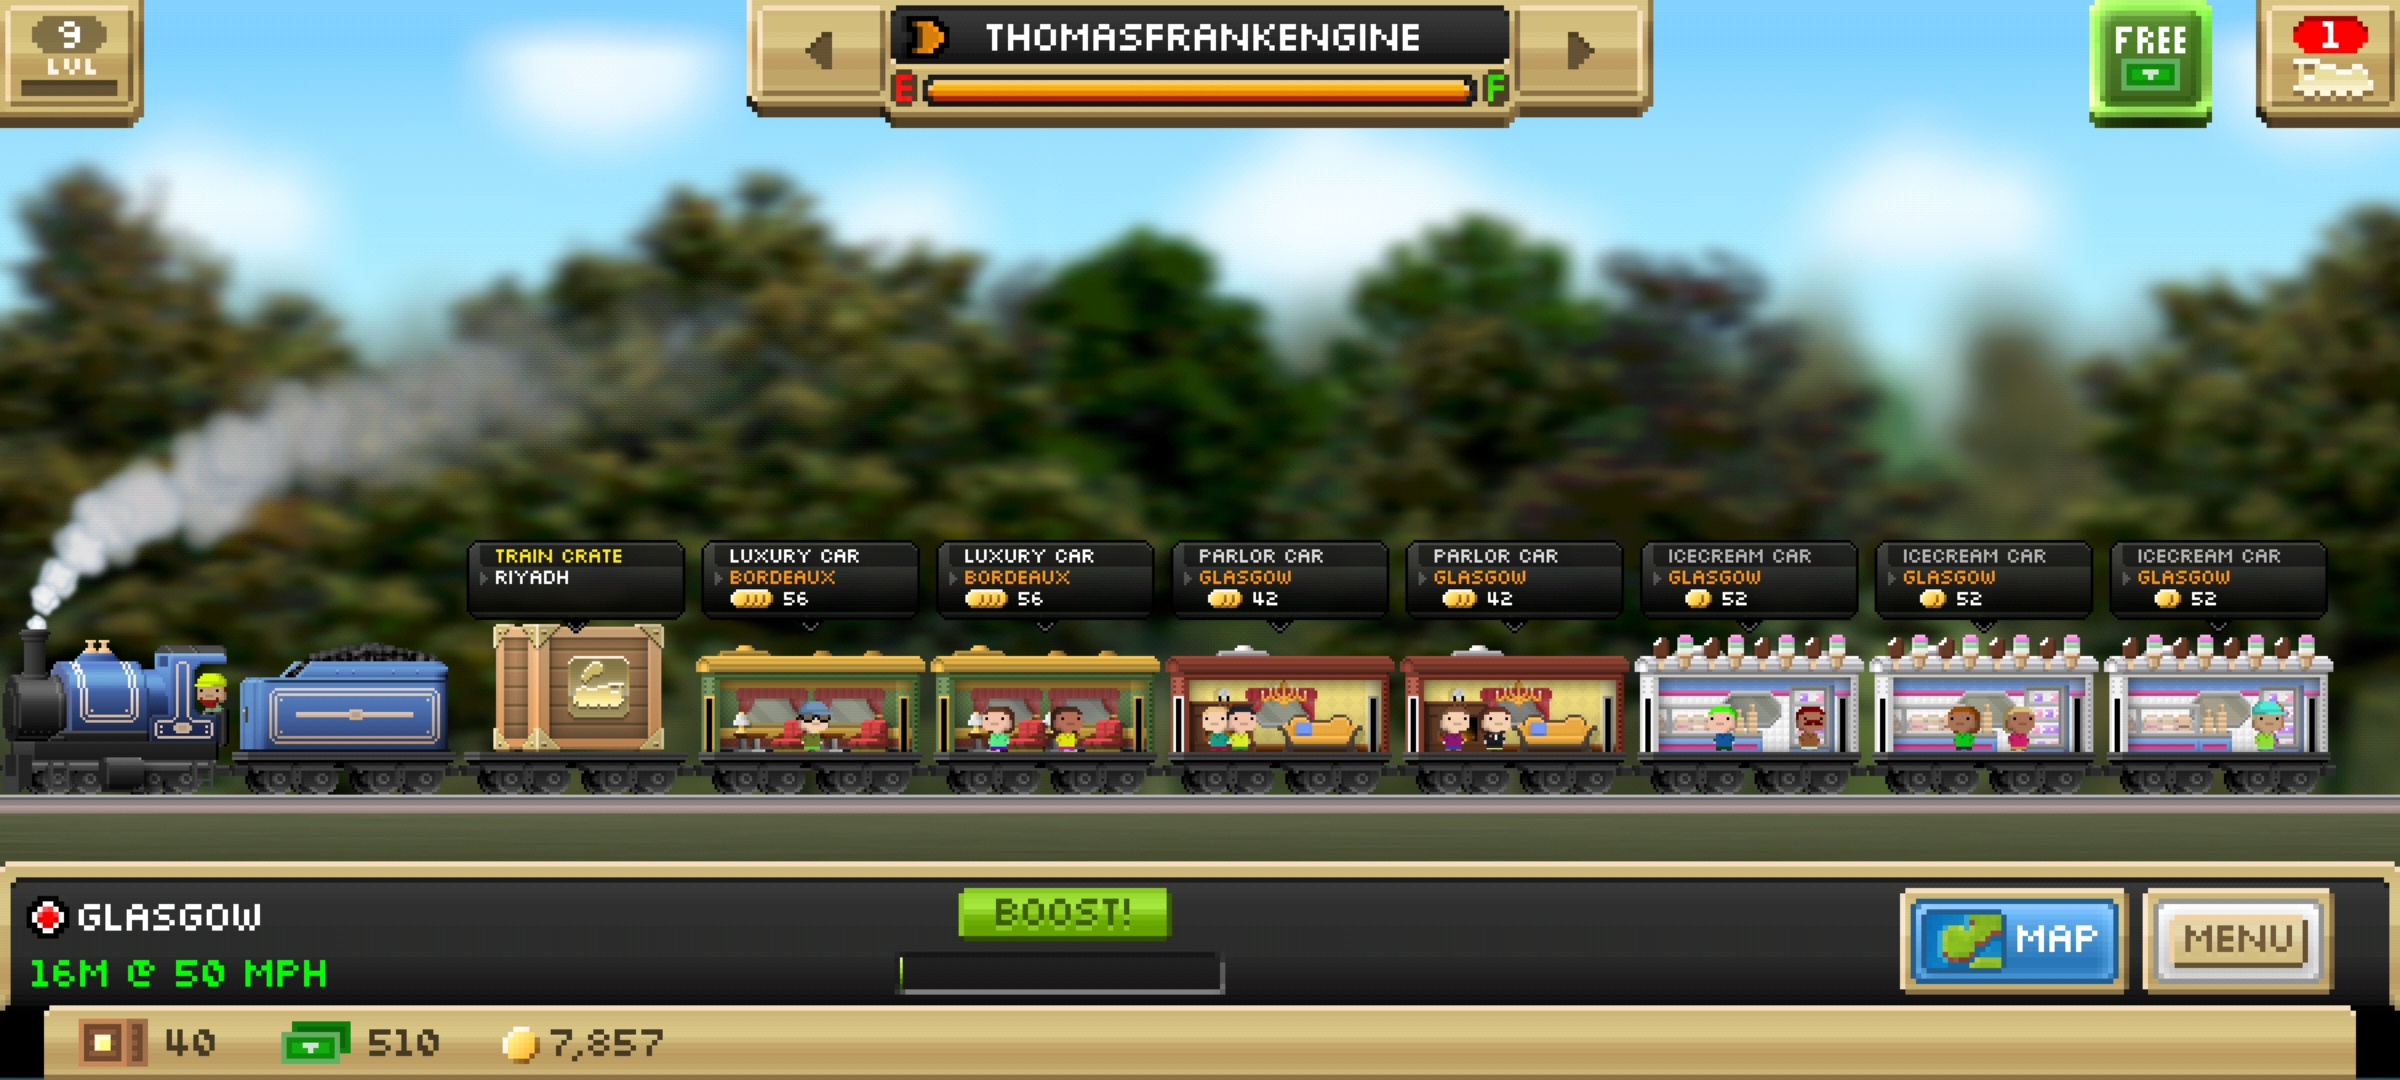 9
LVL
THOMASFRANKENGINE
E F
FREE
1
TRAIN CRATE
RIYADH
LUXURY CAR
BORDEAUX
56
LUXURY CAR
BORDEAUX
56
PARLOR CAR
GLASGOW
42
PARLOR CAR
GLASGOW
42
ICECREAM CAR
GLASGOW
52
ICECREAM CAR
GLASGOW
52
ICECREAM CAR
GLASGOW
52
GLASGOW
16M @ 50 MPH
BOOST!
MAP
MENU
40
510
7,857